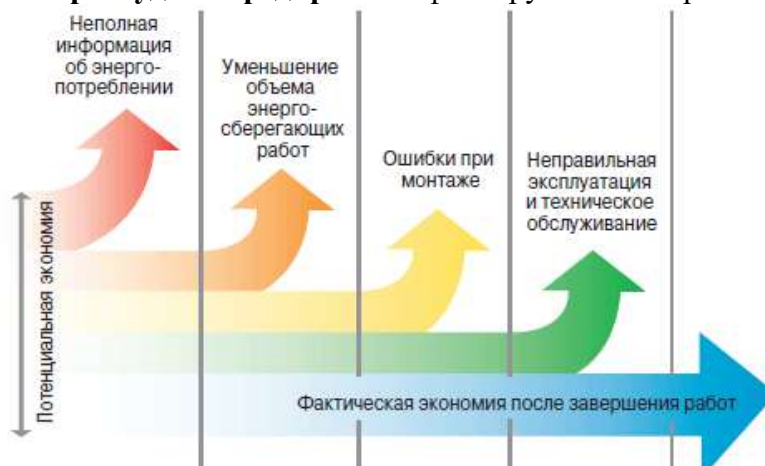 Неполная
информация
об энерго-
потреблении
Уменьшение
объема
энерго-
сберегающих
работ
Ошибки при
монтаже
Неправильная
эксплуатация
и техническое
обслуживание
Потенциальная экономия
Фактическая экономия после завершения работ